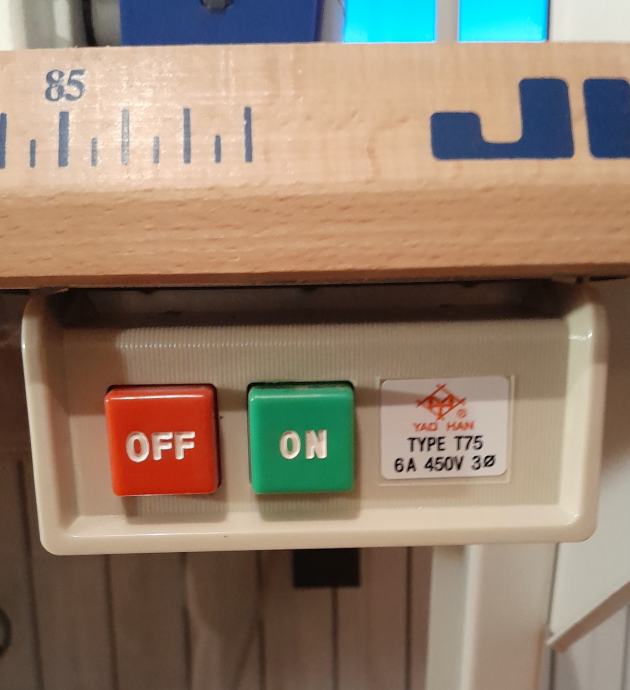 85
OFF
ON
®
YAO HAN
TYPE T75
6A 450V 3Ø